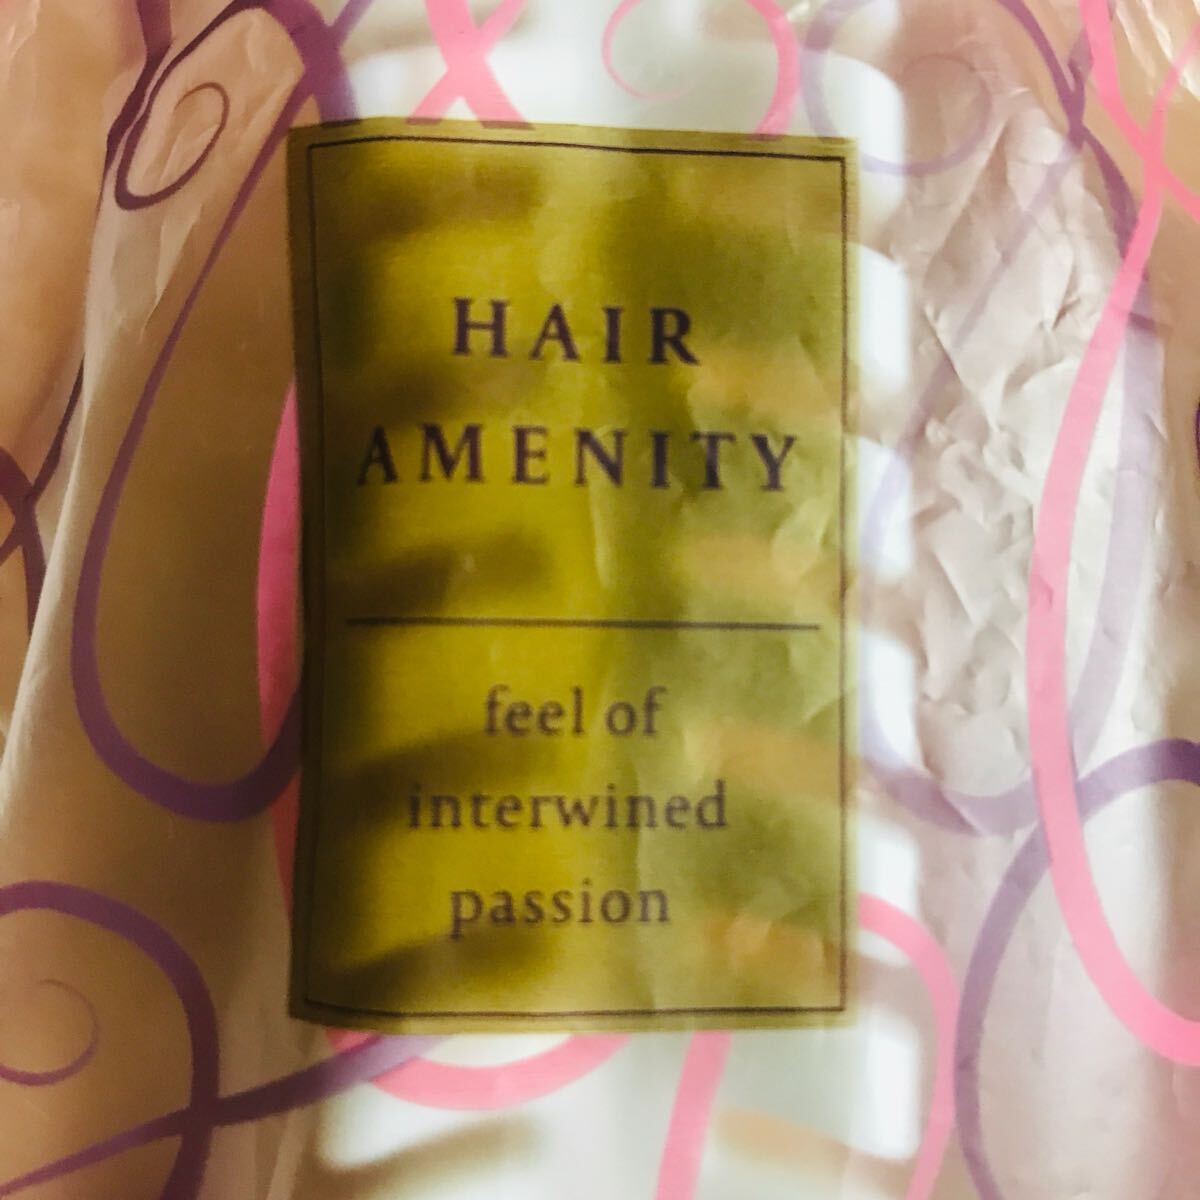 HAIR
AMENITY
feel of
interwined
passion